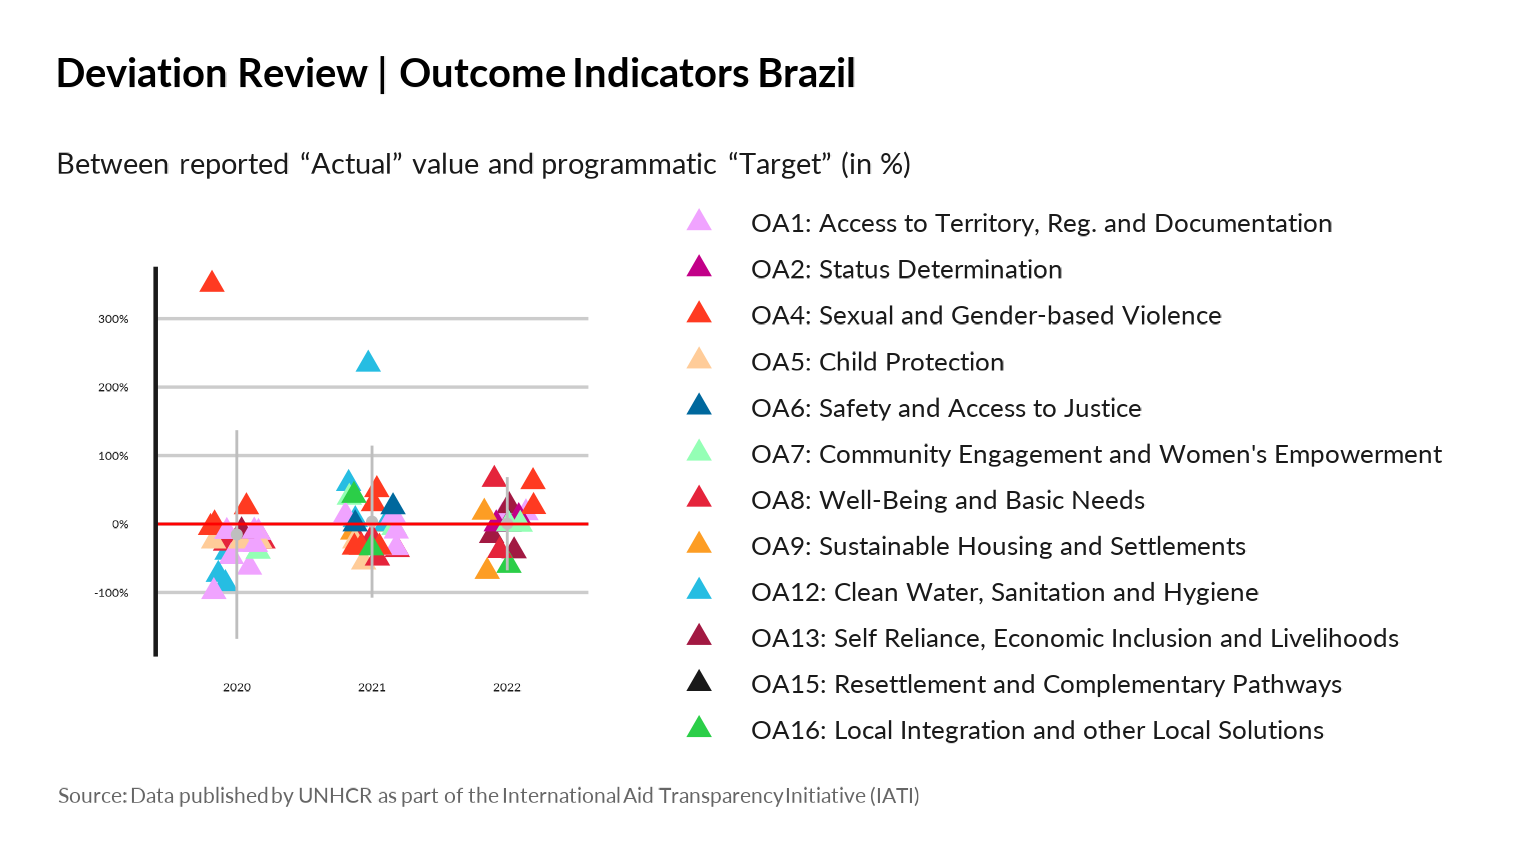 Deviation Review | Outcome Indicators Brazil
Between reported “Actual” value and programmatic “Target” (in %)
OA1: Access to Territory, Reg. and Documentation
OA2: Status Determination
OA4: Sexual and Gender-based Violence
OA5: Child Protection
OA6: Safety and Access to Justice
OA7: Community Engagement and Women's Empowerment
OA8: Well-Being and Basic Needs
OA9: Sustainable Housing and Settlements
OA12: Clean Water, Sanitation and Hygiene
OA13: Self Reliance, Economic Inclusion and Livelihoods
OA15: Resettlement and Complementary Pathways
OA16: Local Integration and other Local Solutions
300%
200%
100%
0%
-100%
2020 2021 2022
Source: Data published by UNHCR as part of the International Aid Transparency Initiative (IATI)